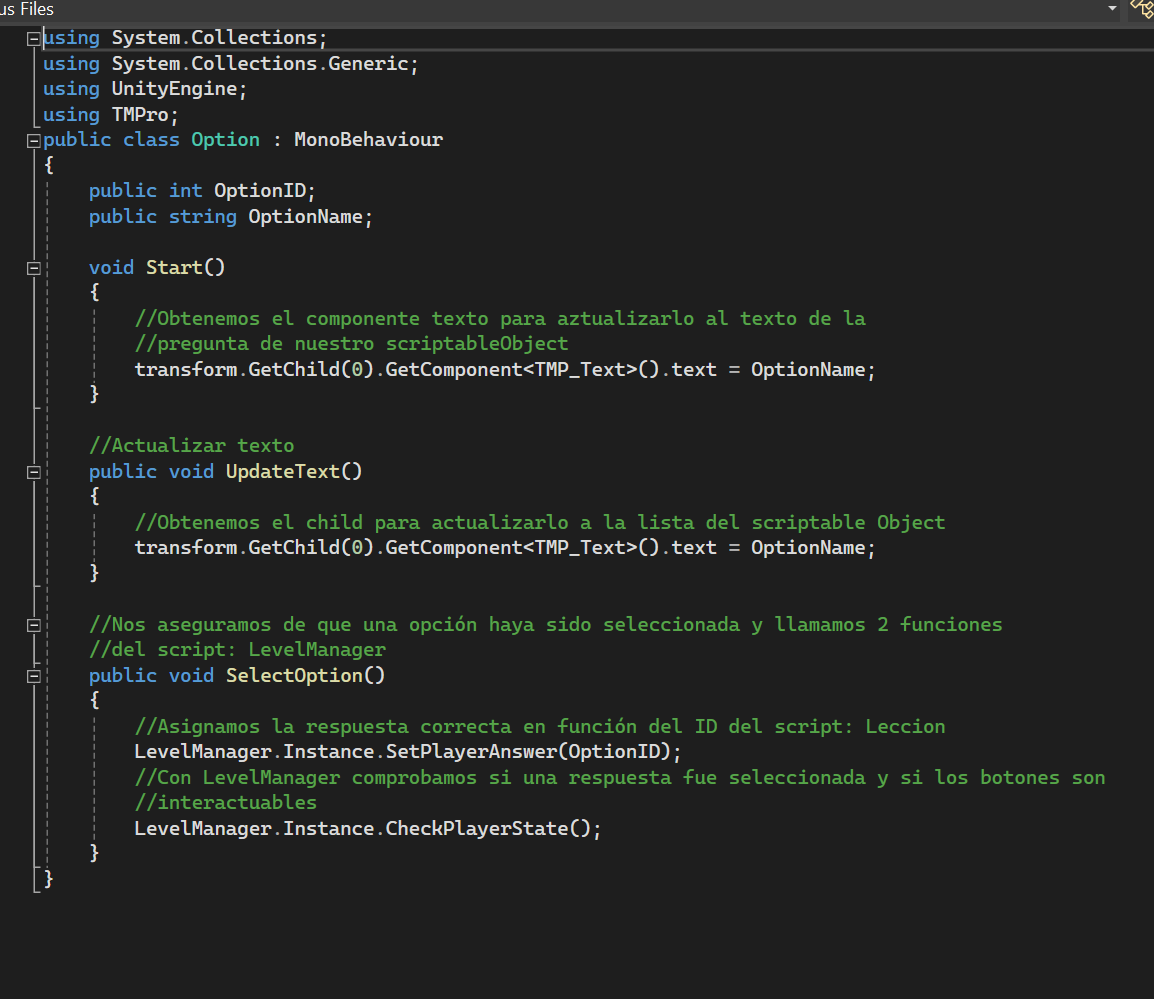 us Files
using System.Collections;
using System.Collections.Generic;
using UnityEngine;
using TMPro;
public class Option : MonoBehaviour
{
    public int OptionID;
    public string OptionName;

    void Start()
    {
        //Obtenemos el componente texto para aztualizarlo al texto de la
        //pregunta de nuestro scriptableObject
        transform.GetChild(0).GetComponent<TMP_Text>().text = OptionName;
    }

    //Actualizar texto
    public void UpdateText()
    {
        //Obtenemos el child para actualizarlo a la lista del scriptable Object
        transform.GetChild(0).GetComponent<TMP_Text>().text = OptionName;
    }

    //Nos aseguramos de que una opción haya sido seleccionada y llamamos 2 funciones
    //del script: LevelManager
    public void SelectOption()
    {
        //Asignamos la respuesta correcta en función del ID del script: Leccion
        LevelManager.Instance.SetPlayerAnswer(OptionID);
        //Con LevelManager comprobamos si una respuesta fue seleccionada y si los botones son
        //interactuables
        LevelManager.Instance.CheckPlayerState();
    }
}